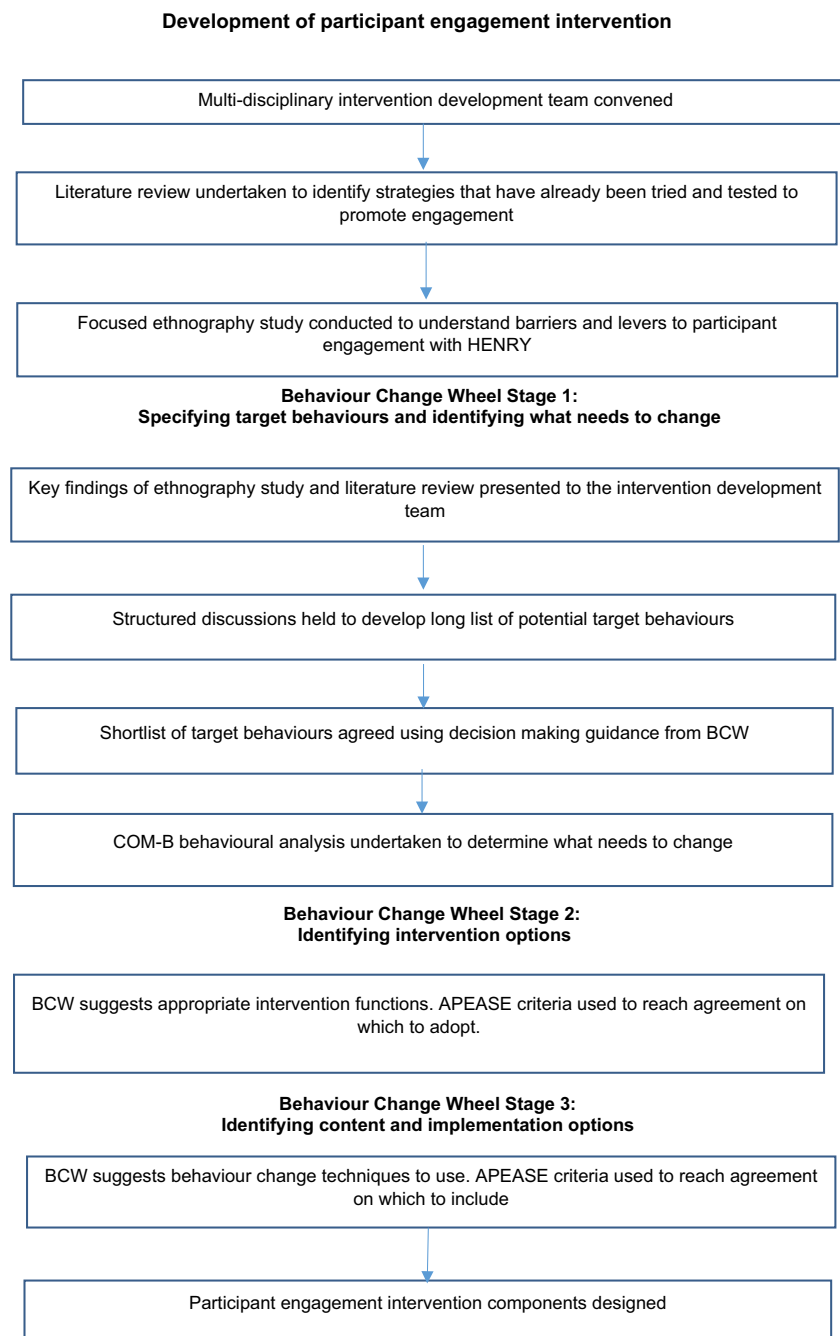 Development of participant engagement intervention
Multi-disciplinary intervention development team convened
Literature review undertaken to identify strategies that have already been tried and tested to
promote engagement
Focused ethnography study conducted to understand barriers and levers to participant
engagement with HENRY
Behaviour Change Wheel Stage 1:
Specifying target behaviours and identifying what needs to change
Key findings of ethnography study and literature review presented to the intervention development
team
Structured discussions held to develop long list of potential target behaviours
Shortlist of target behaviours agreed using decision making guidance from BCW
COM-B behavioural analysis undertaken to determine what needs to change
Behaviour Change Wheel Stage 2:
Identifying intervention options
BCW suggests appropriate intervention functions. APEASE criteria used to reach agreement on
which to adopt.
Behaviour Change Wheel Stage 3:
Identifying content and implementation options
BCW suggests behaviour change techniques to use. APEASE criteria used to reach agreement
on which to include
Participant engagement intervention components designed